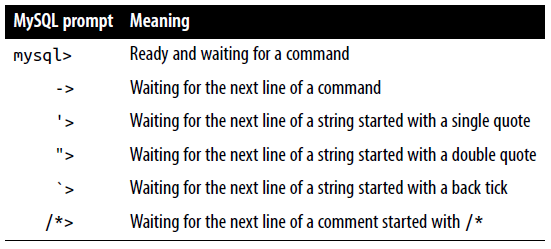 MySQL prompt Meaning
mysql> Ready and waiting for a command
-> Waiting for the next line of a command
'> Waiting for the next line of a string started with a single quote
"> Waiting for the next line of a string started with a double quote
`> Waiting for the next line of a string started with a back tick
/*> Waiting for the next line of a comment started with /*